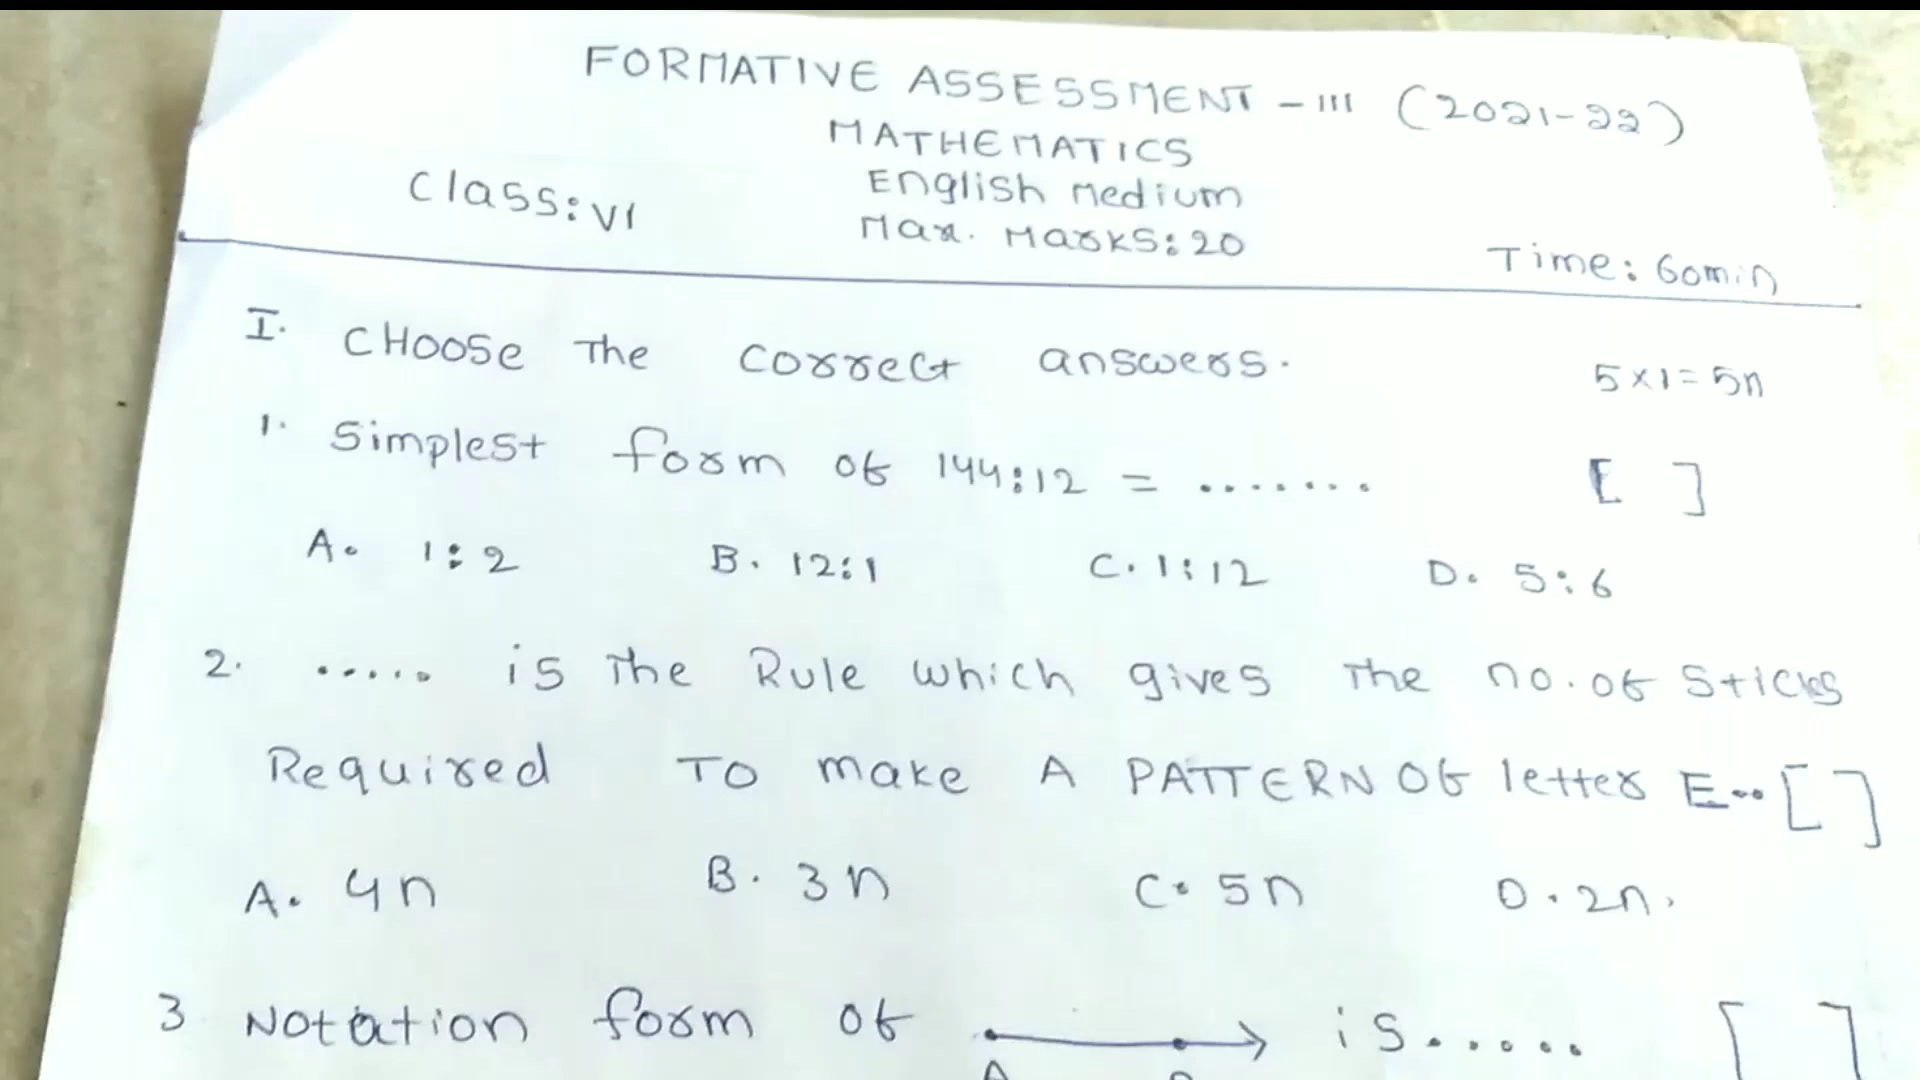 FORMATIVE ASSESSMENT - III (2021-22)
MATHEMATICS
English Medium
Class: VI
Max. Marks: 20
Time: 60min
I. CHOOSE The correct answers.
5x1=5n
1. Simplest form of 144:12 = ....... [ ]
A. 1:2 B. 12:1 C. 1:12 D. 5:6
2. ..... is The Rule which gives The no. of Sticks
Required TO make A PATTERN OF letter E.. [ ]
A. 4n B. 3n C. 5n D. 2n.
3 Notation form of is..... [ ]